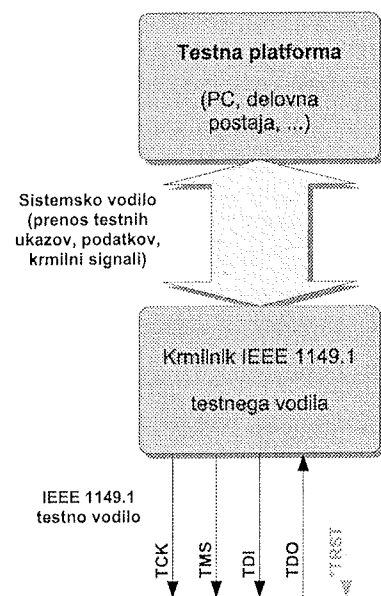 Testna platforma
(PC, delovna
postaja, ...)
Sistemsko vodilo
(prenos testnih
ukazov, podatkov,
krmilni signali)
Krmilnik IEEE 1149.1
testnega vodila
IEEE 1149.1
testno vodilo
TCK
TMS
TDI
TDO
*TRST